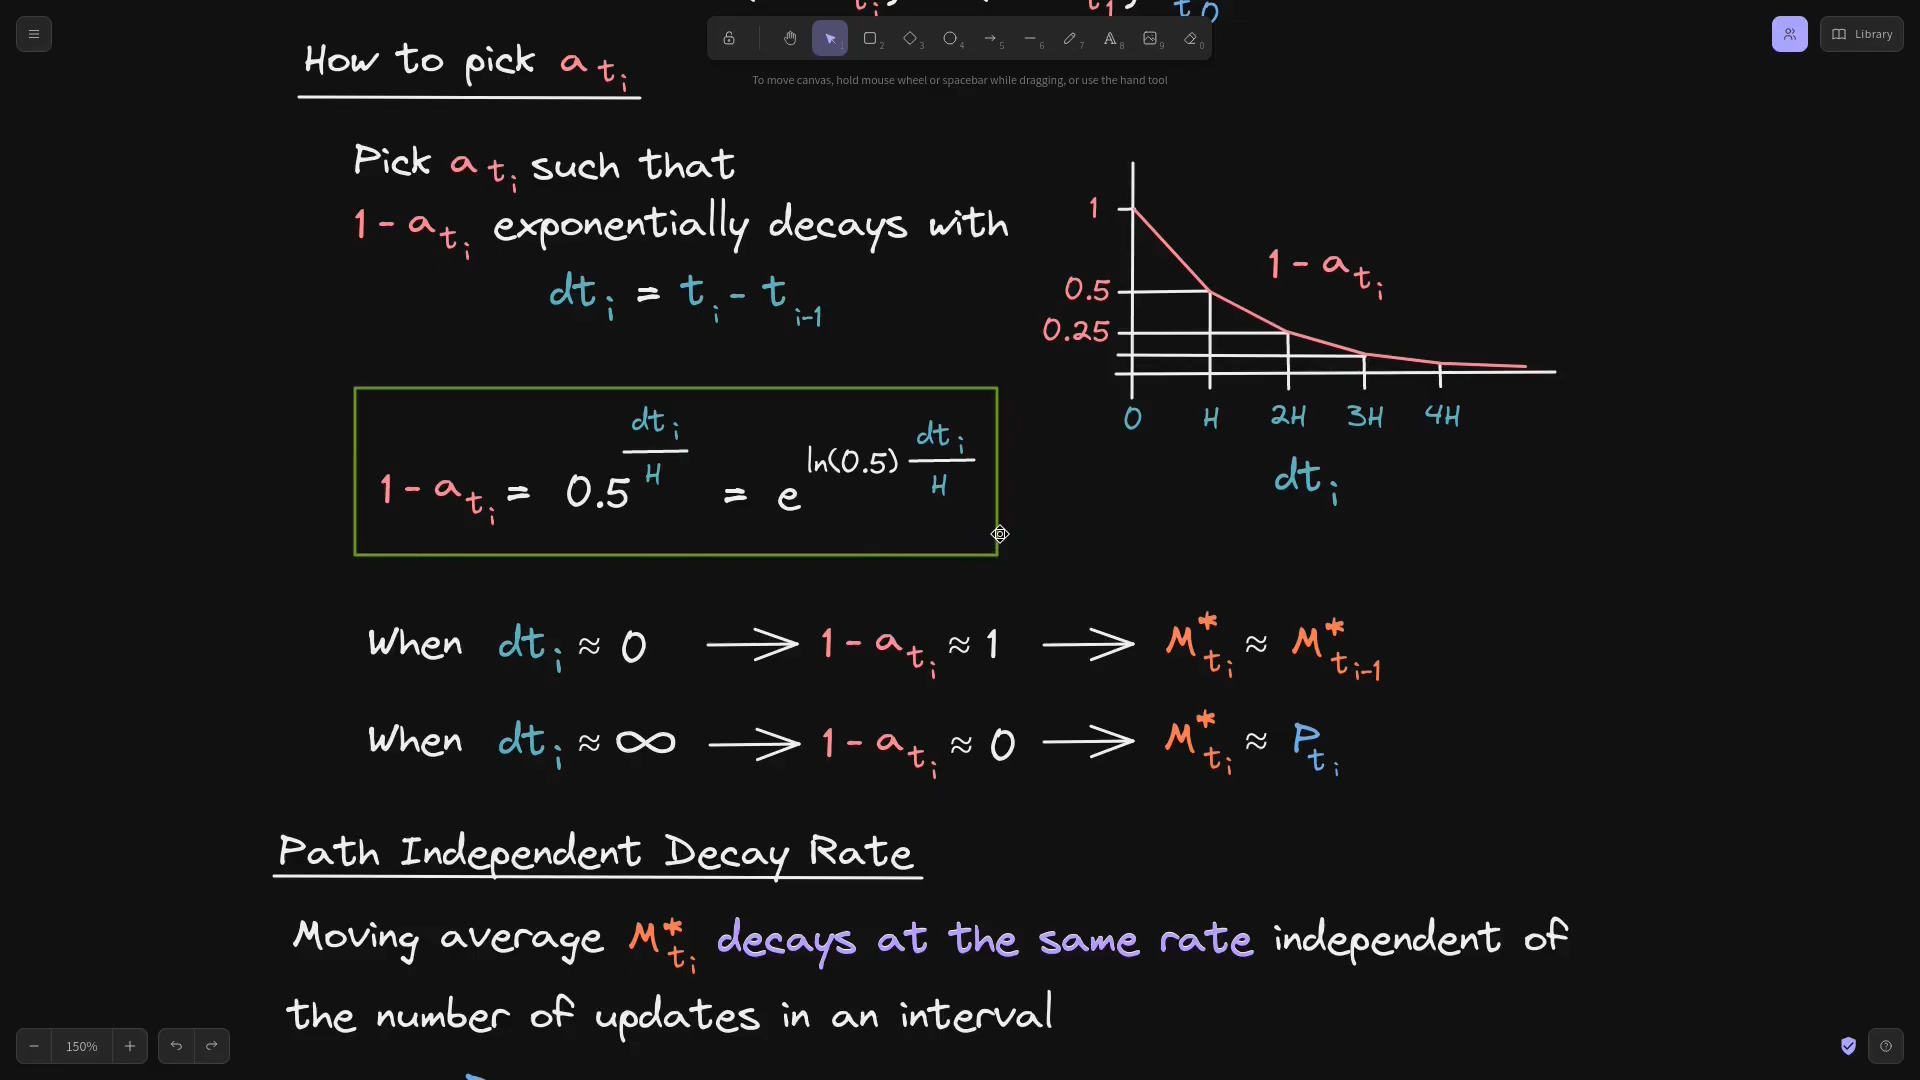 How to pick a_{t_i}
To move canvas, hold mouse wheel or spacebar while dragging, or use the hand tool
Library
Pick a_{t_i} such that
1 - a_{t_i} exponentially decays with
dt_i = t_i - t_{i-1}
1
0.5
0.25
1 - a_{t_i}
0 H 2H 3H 4H
dt_i
1 - a_{t_i} = 0.5^{dt_i / H} = e^{ln(0.5) dt_i / H}
When dt_i ≈ 0 → 1 - a_{t_i} ≈ 1 → M*_{t_i} ≈ M*_{t_{i-1}}
When dt_i ≈ ∞ → 1 - a_{t_i} ≈ 0 → M*_{t_i} ≈ P_{t_i}
Path Independent Decay Rate
Moving average M*_{t_i} decays at the same rate independent of
the number of updates in an interval
150%